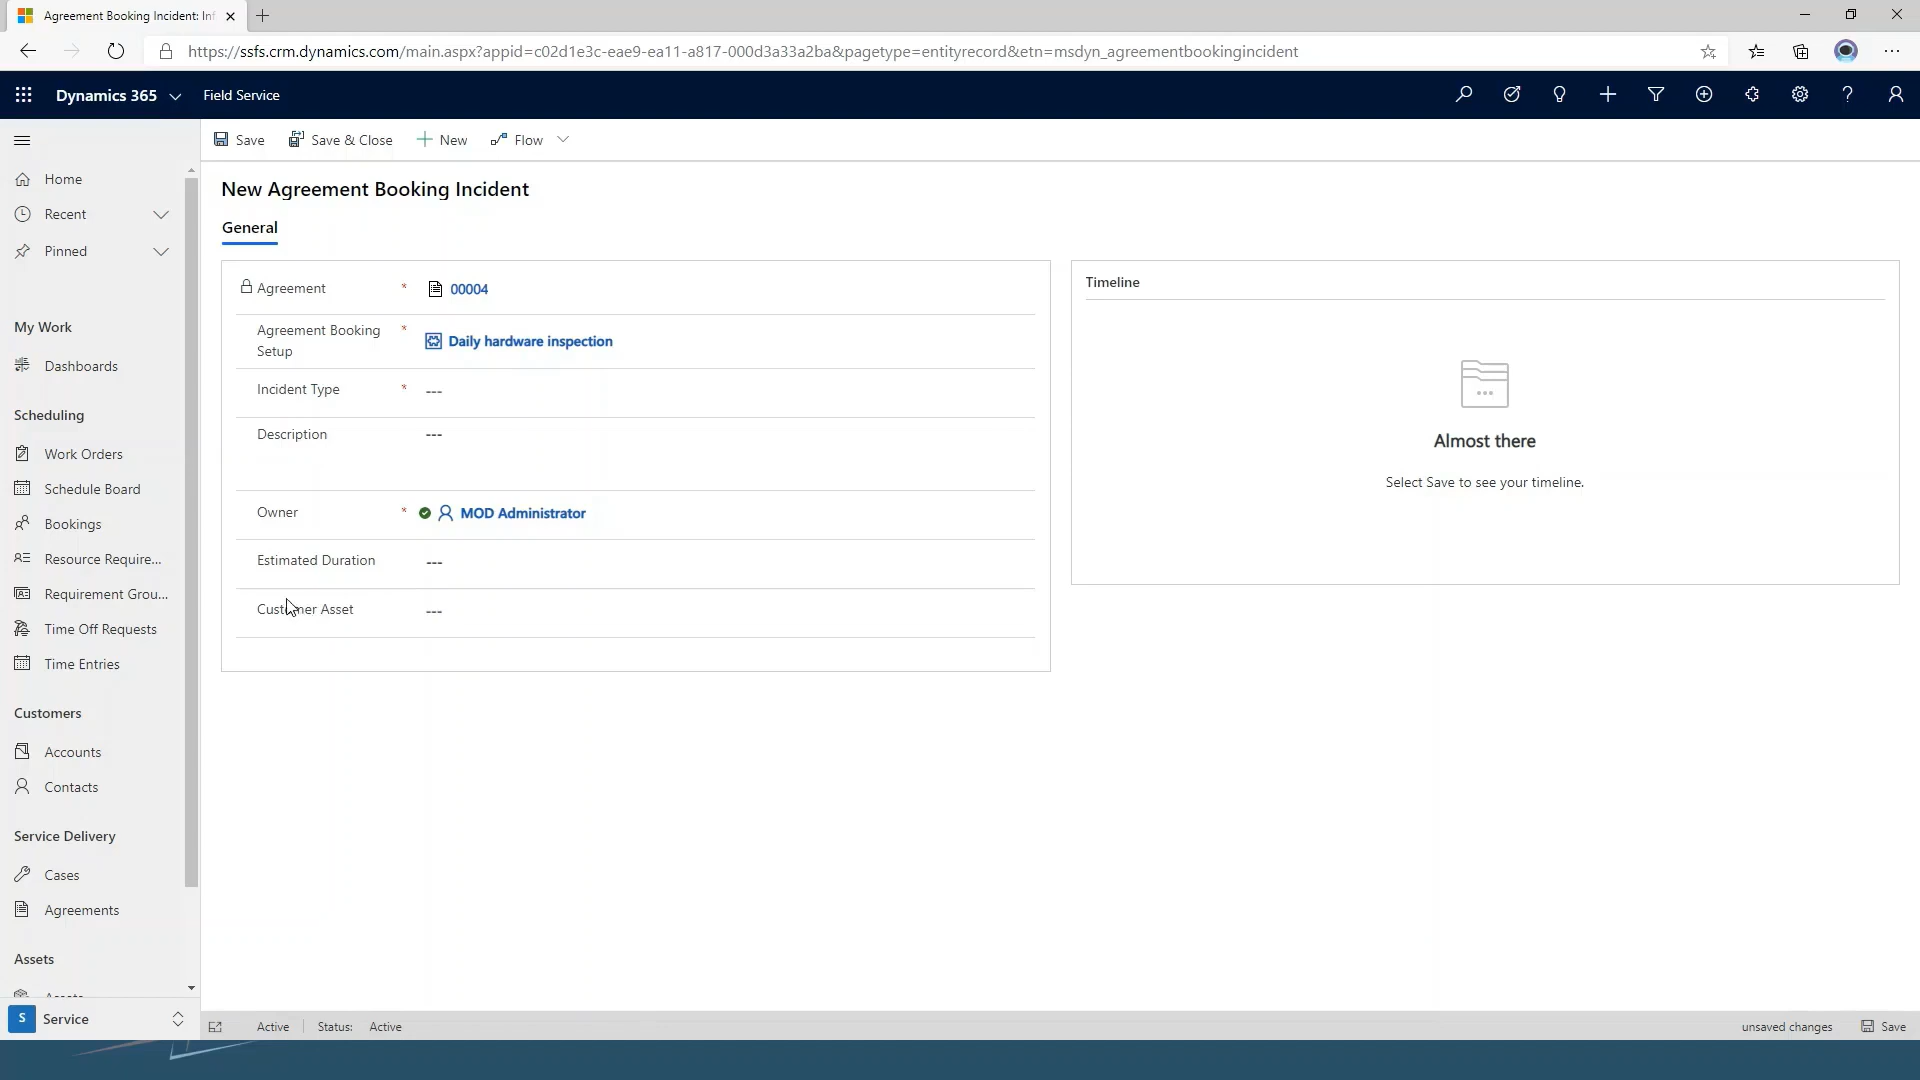 Agreement Booking Incident: Inf
https://ssfs.crm.dynamics.com/main.aspx?appid=c02d1e3c-eae9-ea11-a817-000d3a33a2ba&pagetype=entityrecord&etn=msdyn_agreementbookingincident
Dynamics 365
Field Service
Save
Save & Close
New
Flow
Home
Recent
Pinned
My Work
Dashboards
Scheduling
Work Orders
Schedule Board
Bookings
Resource Require...
Requirement Grou...
Time Off Requests
Time Entries
Customers
Accounts
Contacts
Service Delivery
Cases
Agreements
Assets
Assets
S Service
New Agreement Booking Incident
General
Agreement * 00004
Agreement Booking Setup * Daily hardware inspection
Incident Type * ---
Description ---
Owner * MOD Administrator
Estimated Duration ---
Customer Asset ---
Timeline
Almost there
Select Save to see your timeline.
Active
Status: Active
unsaved changes
Save